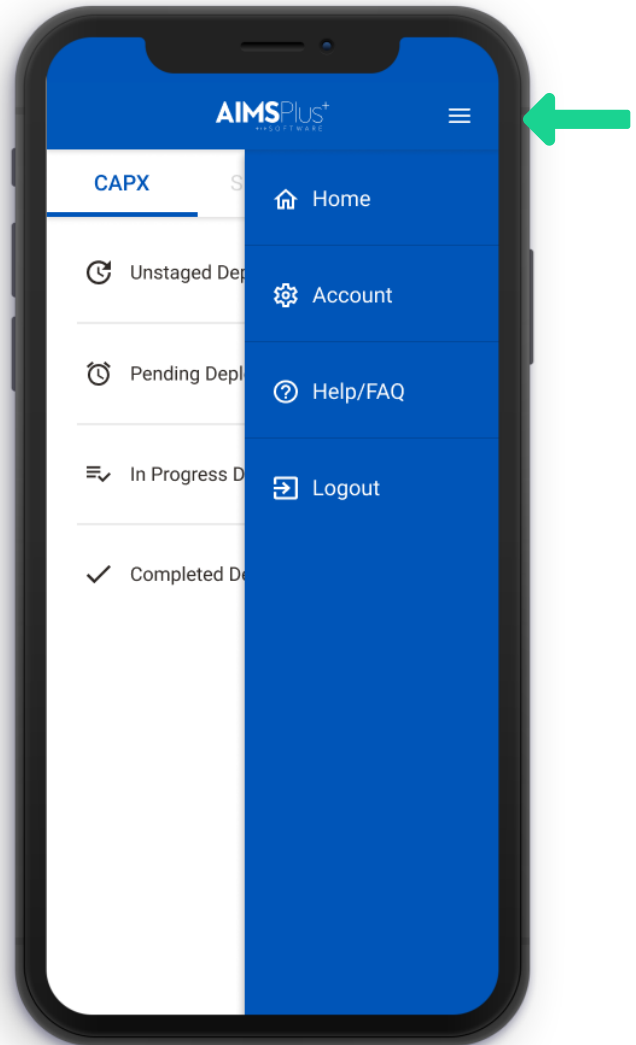 AIMSPlus+
SOFTWARE
CAPX
S
Home
Unstaged Dep
Account
Pending Depl
Help/FAQ
In Progress D
Logout
Completed De